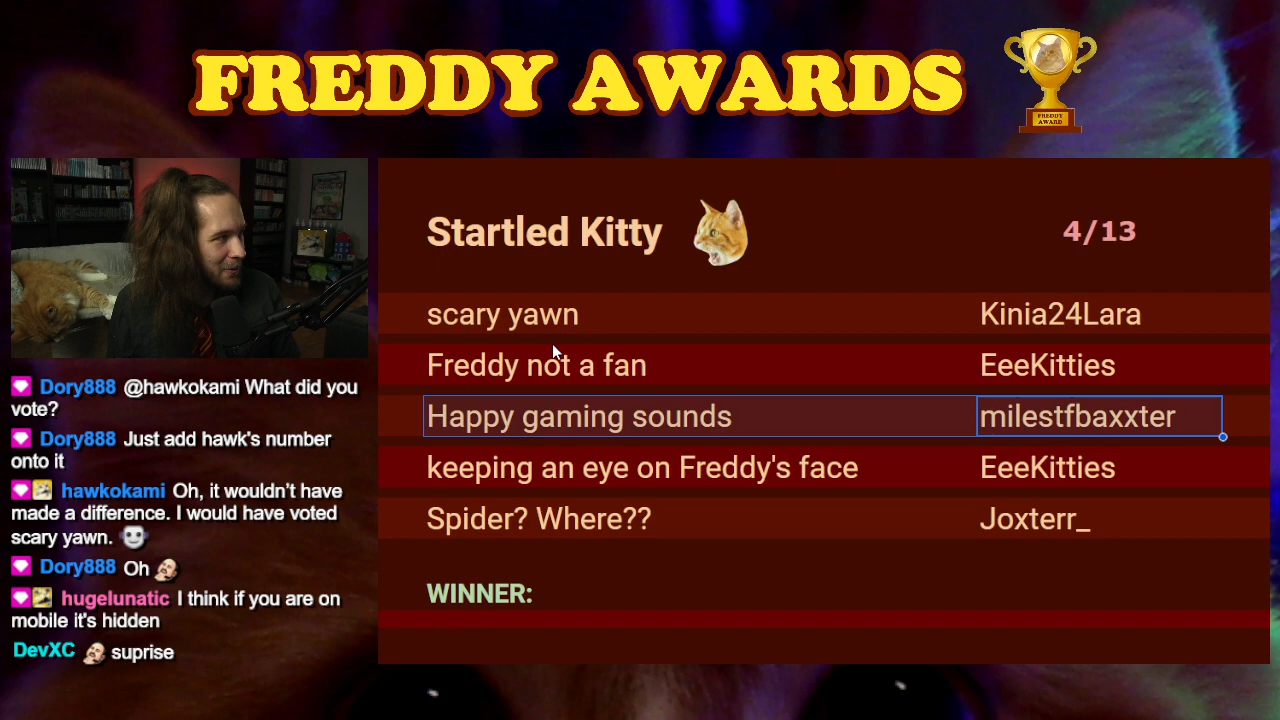 FREDDY AWARDS
FREDDY
AWARD
Startled Kitty
4/13
scary yawn Kinia24Lara
Freddy not a fan EeeKitties
Happy gaming sounds milestfbaxxter
keeping an eye on Freddy's face EeeKitties
Spider? Where?? Joxterr_
WINNER:
Dory888 @hawkokami What did you
vote?
Dory888 Just add hawk's number
onto it
hawkokami Oh, it wouldn't have
made a difference. I would have voted
scary yawn.
Dory888 Oh
hugelunatic I think if you are on
mobile it's hidden
DevXC suprise